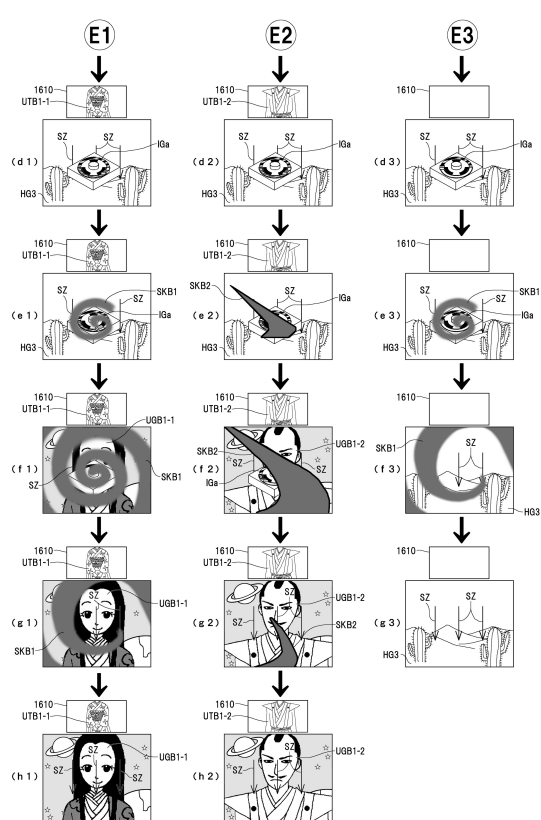 E1 E2 E3
1610 1610 1610
UTB1-1 UTB1-2
SZ SZ SZ SZ SZ SZ
IGa IGa IGa
(d1) (d2) (d3)
HG3 HG3 HG3
1610 1610 1610
UTB1-1 UTB1-2
SZ SZ SKB1 SKB2 SZ SZ SZ SKB1
IGa IGa IGa
(e1) (e2) (e3)
HG3 HG3 HG3
1610 1610 1610
UTB1-1 UTB1-2
UGB1-1
SKB2 UGB1-2 SKB1 SZ
(f1) SZ SKB1 (f2) SZ SZ (f3)
IGa
HG3
1610 1610 1610
UTB1-1 UTB1-2
SZ UGB1-1 SZ UGB1-2 SZ SZ
(g1) (g2) SZ SKB2 (g3)
SKB1 HG3
1610 1610
UTB1-1 UTB1-2
SZ UGB1-1 SZ UGB1-2
(h1) SZ SZ (h2) SZ SZ